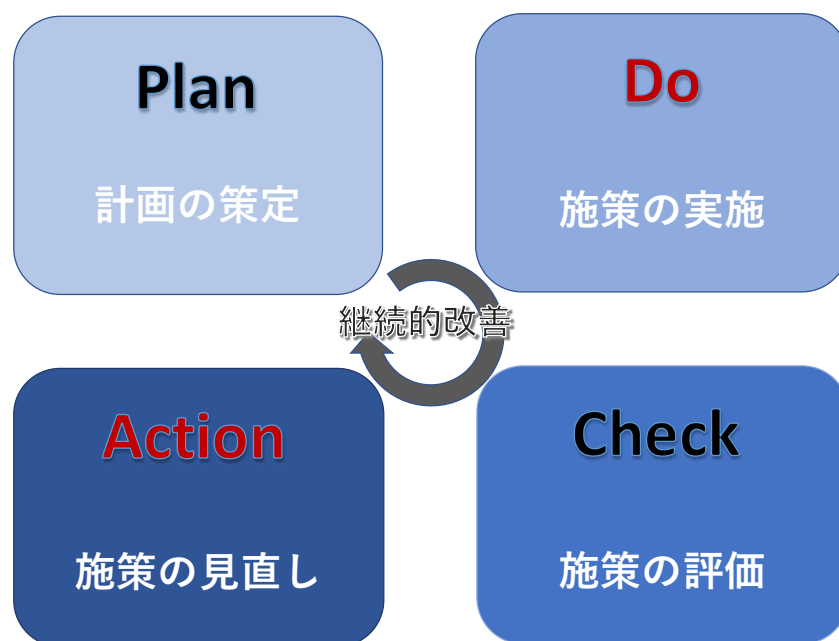 Plan
計画の策定
Do
施策の実施
継続的改善
Action
施策の見直し
Check
施策の評価